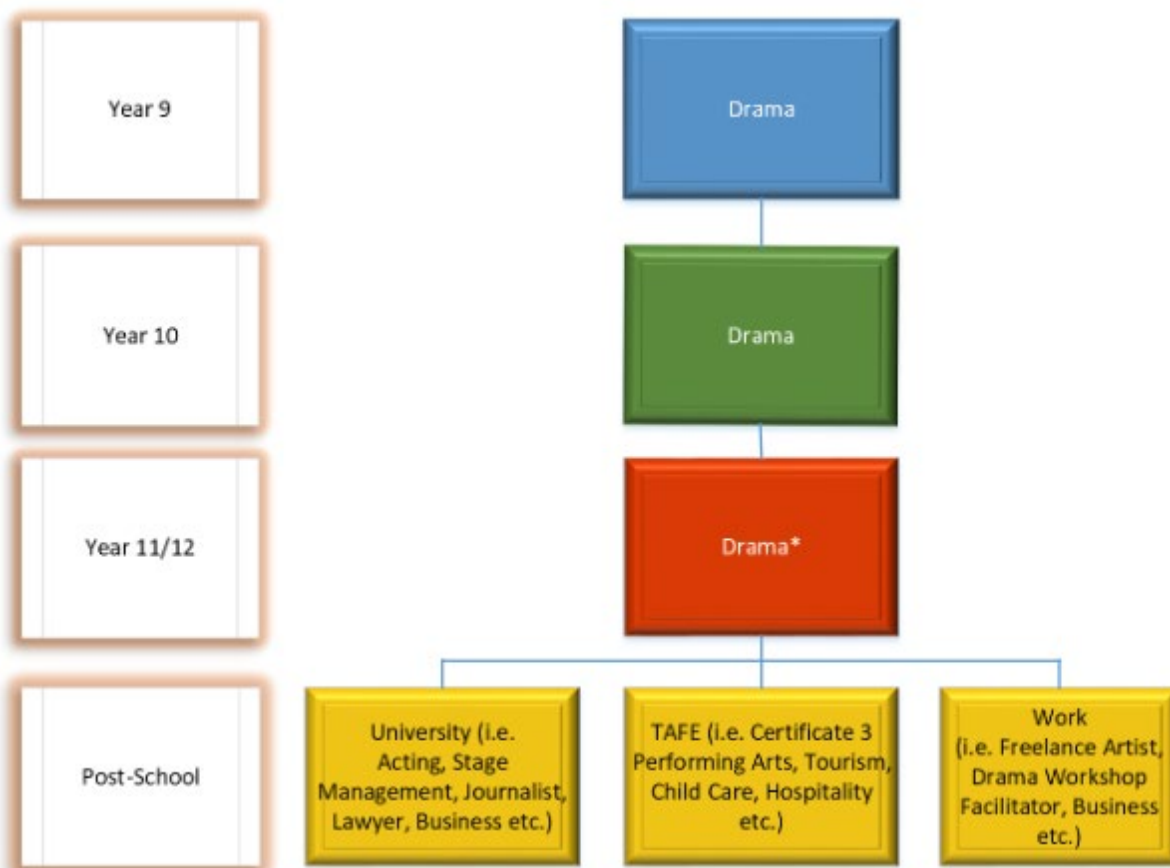 Year 9
Drama
Year 10
Drama
Year 11/12
Drama*
Post-School
University (i.e.
Acting, Stage
Management, Journalist,
Lawyer, Business etc.)
TAFE (i.e. Certificate 3
Performing Arts, Tourism,
Child Care, Hospitality
etc.)
Work
(i.e. Freelance Artist,
Drama Workshop
Facilitator, Business
etc.)